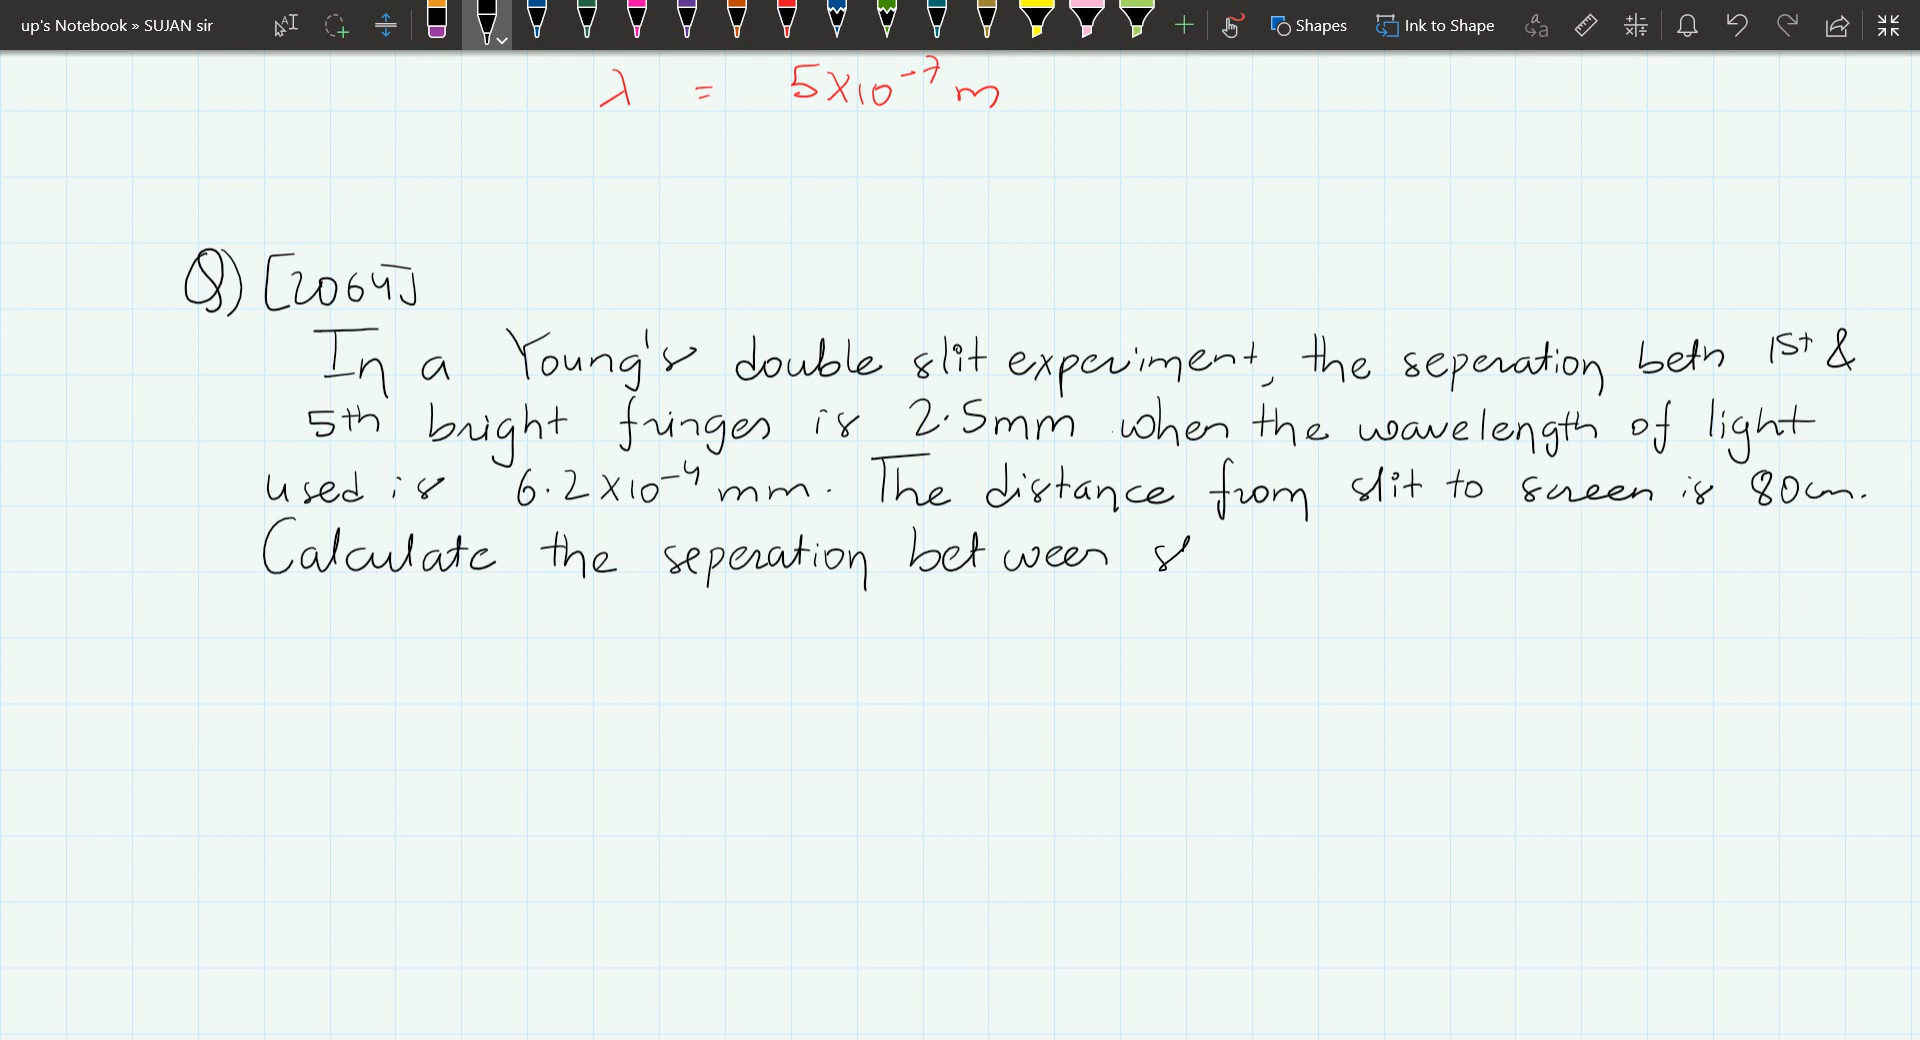 up's Notebook » SUJAN sir Shapes Ink to Shape
λ = 5×10⁻⁷ m
Q) [2064]
In a Young's double slit experiment, the seperation betn 1st &
5th bright fringes is 2.5mm when the wavelength of light
used is 6.2×10⁻⁴ mm. The distance from slit to screen is 80cm.
Calculate the seperation between s